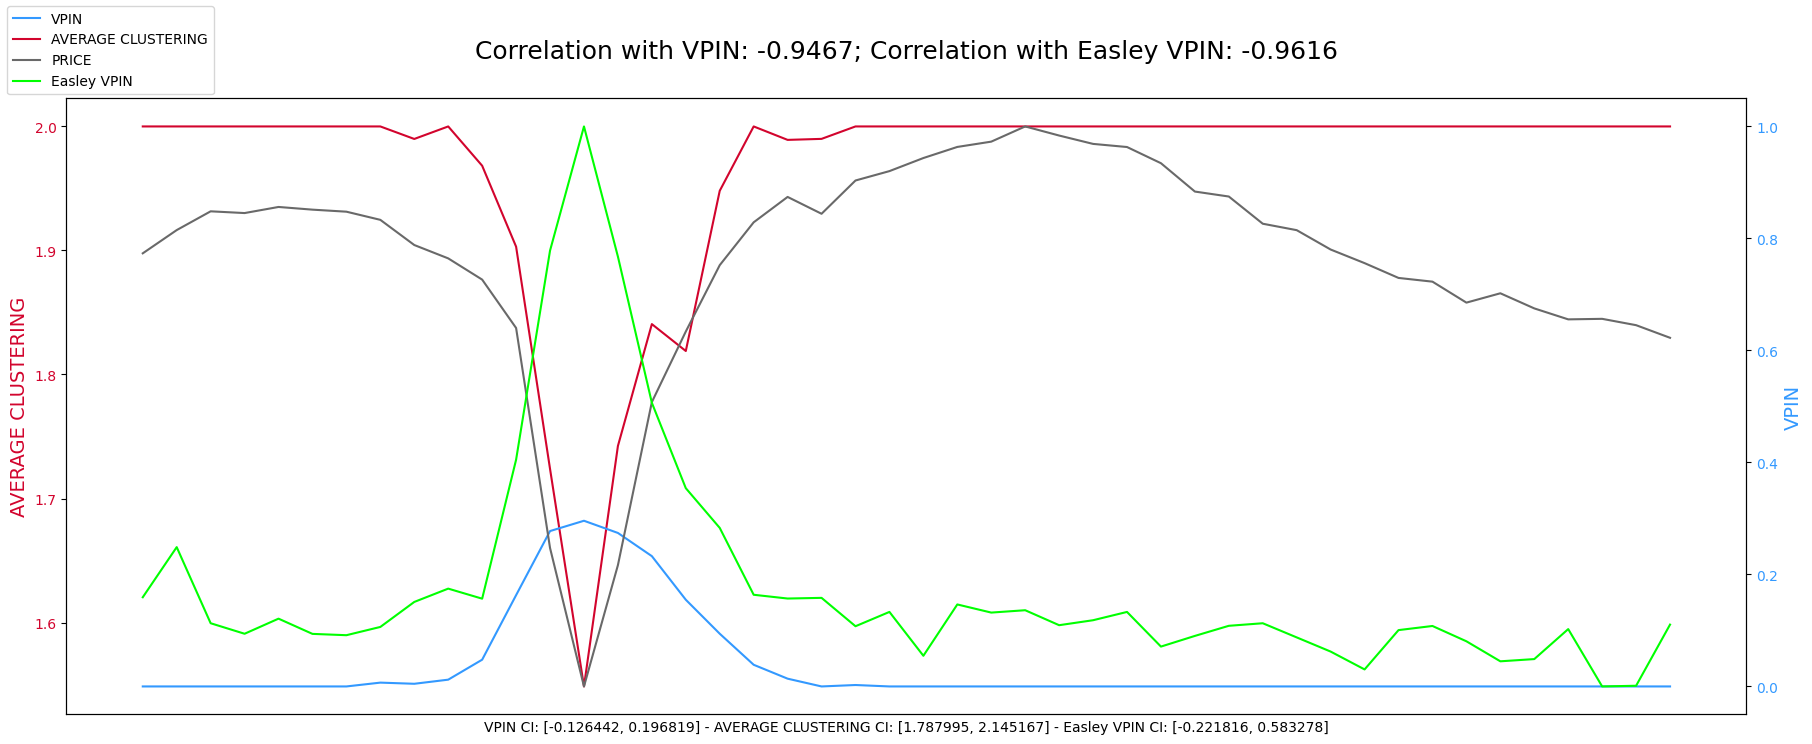 VPIN
AVERAGE CLUSTERING
PRICE
Easley VPIN
Correlation with VPIN: -0.9467; Correlation with Easley VPIN: -0.9616
AVERAGE CLUSTERING
2.0
1.9
1.8
1.7
1.6
1.0
0.8
0.6
0.4
0.2
0.0
VPIN
VPIN CI: [-0.126442, 0.196819] - AVERAGE CLUSTERING CI: [1.787995, 2.145167] - Easley VPIN CI: [-0.221816, 0.583278]